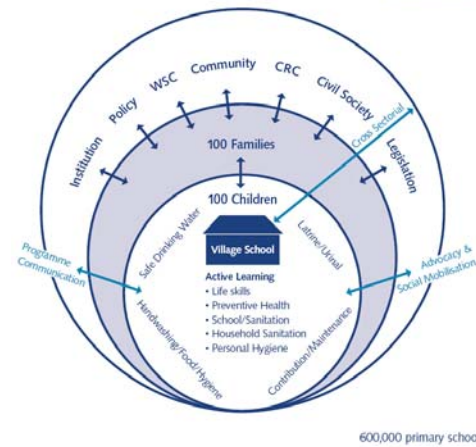 Institution
Policy
WSC
Community
CRC
Civil Society
Legislation
Cross Sectorial
100 Families
100 Children
Safe Drinking Water
Latrine/Urinal
Village School
Programme
Communication
Advocacy &
Social Mobilisation
Active Learning
• Life skills
• Preventive Health
• School/Sanitation
• Household Sanitation
• Personal Hygiene
Handwashing/Food/Hygiene
Contribution/Maintenance
600,000 primary schoo